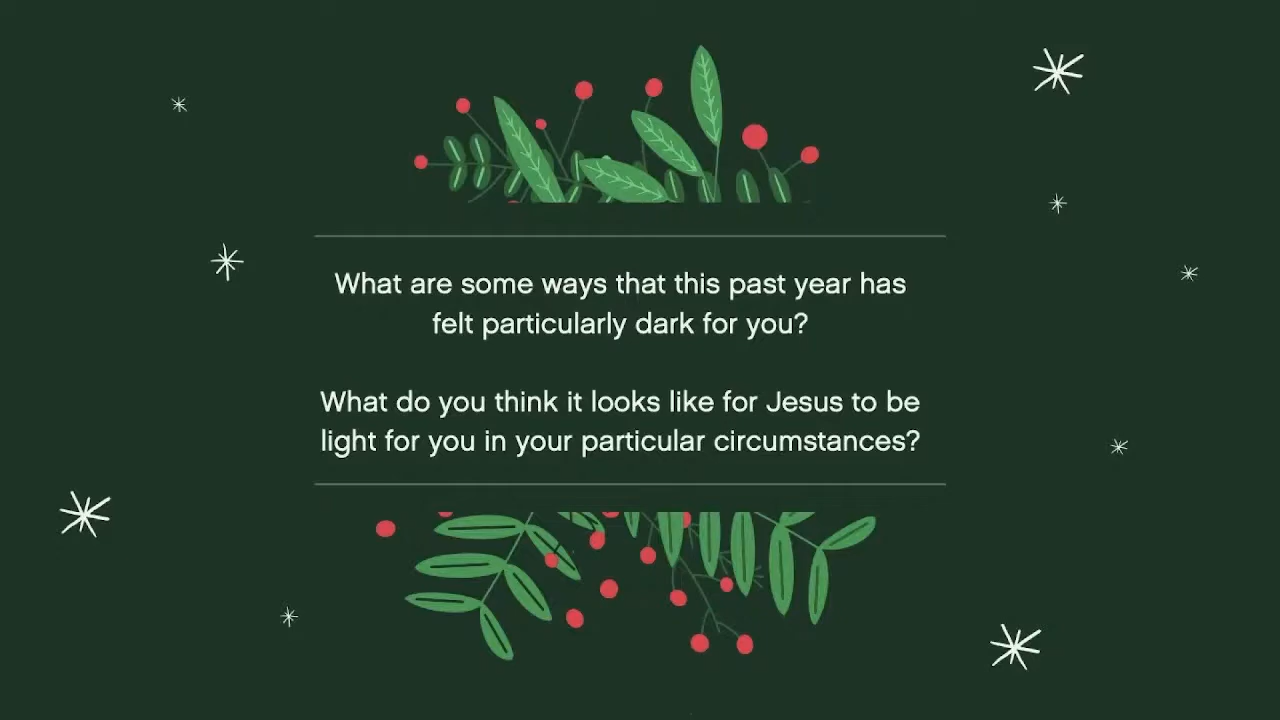 What are some ways that this past year has
felt particularly dark for you?
What do you think it looks like for Jesus to be
light for you in your particular circumstances?